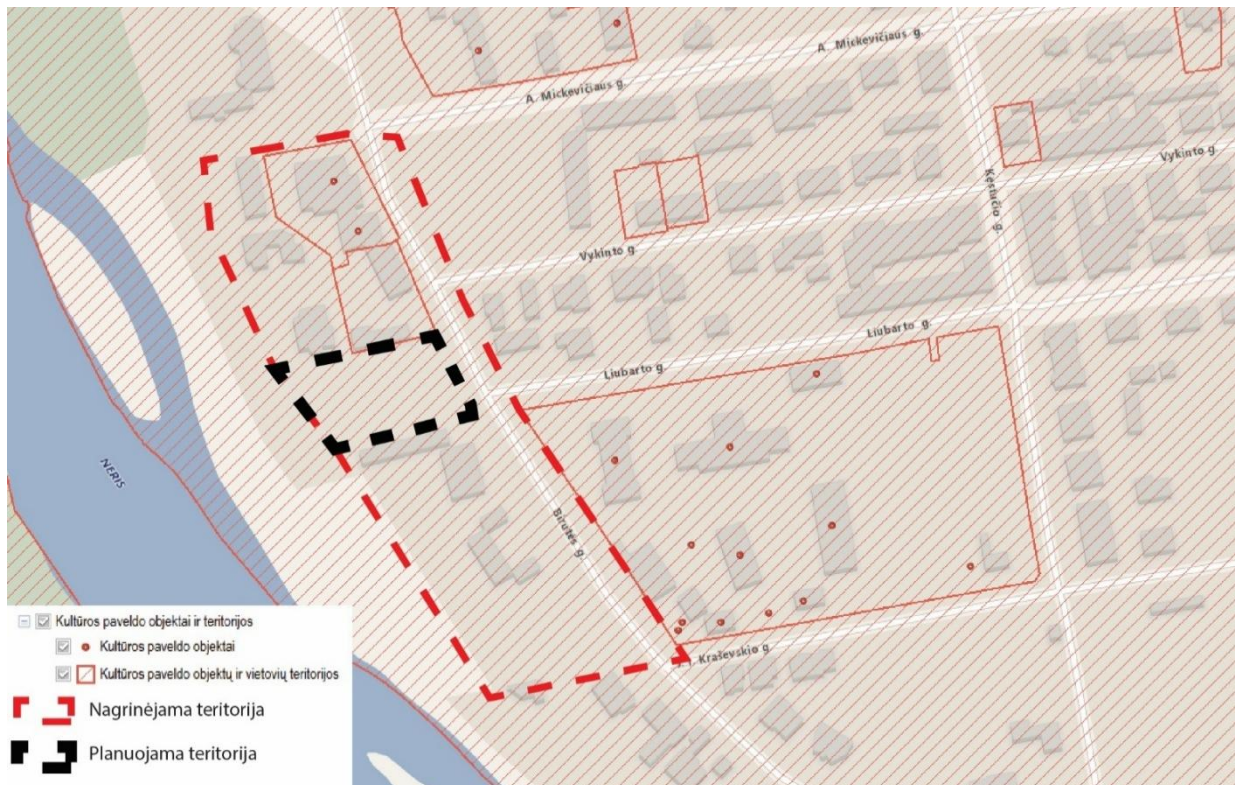 A. Mickevičiaus g.
A. Mickevičiaus g.
Vykinto g.
Kęstučio g.
Vykinto g.
Liubarto g.
Liubarto g.
NERIS
Birutės g.
J. I. Kraševskio g.
Kultūros paveldo objektai ir teritorijos
Kultūros paveldo objektai
Kultūros paveldo objektų ir vietovių teritorijos
Nagrinėjama teritorija
Planuojama teritorija